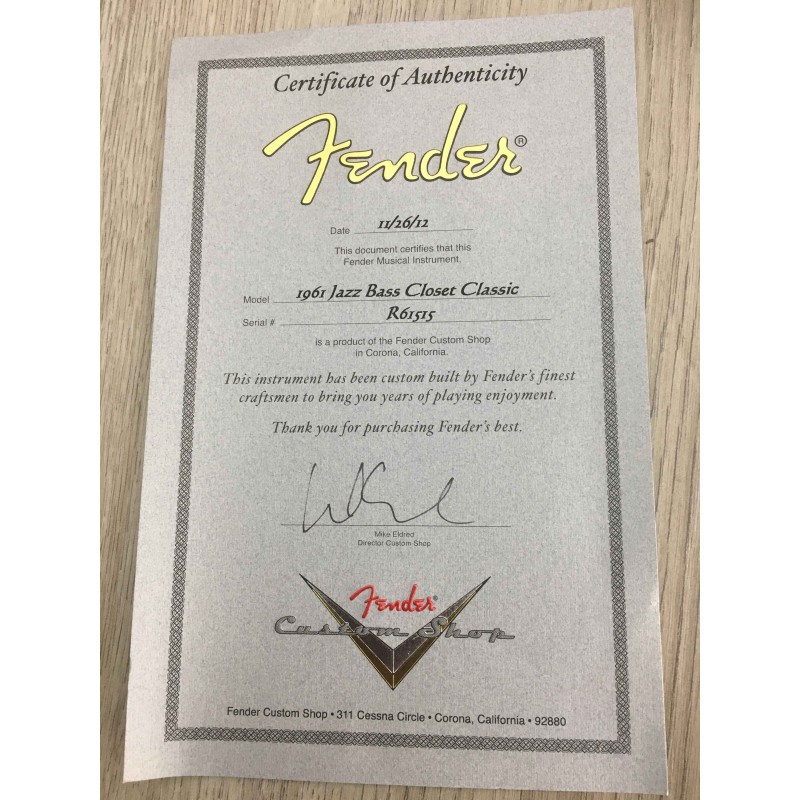 Certificate of Authenticity
Fender®
Date 11/26/12
This document certifies that this
Fender Musical Instrument,
Model 1961 Jazz Bass Closet Classic
Serial # R61515
is a product of the Fender Custom Shop
in Corona, California.
This instrument has been custom built by Fender's finest
craftsmen to bring you years of playing enjoyment.
Thank you for purchasing Fender's best.
Mike Eldred
Director Custom Shop
Fender®
Custom Shop
Fender Custom Shop • 311 Cessna Circle • Corona, California • 92880